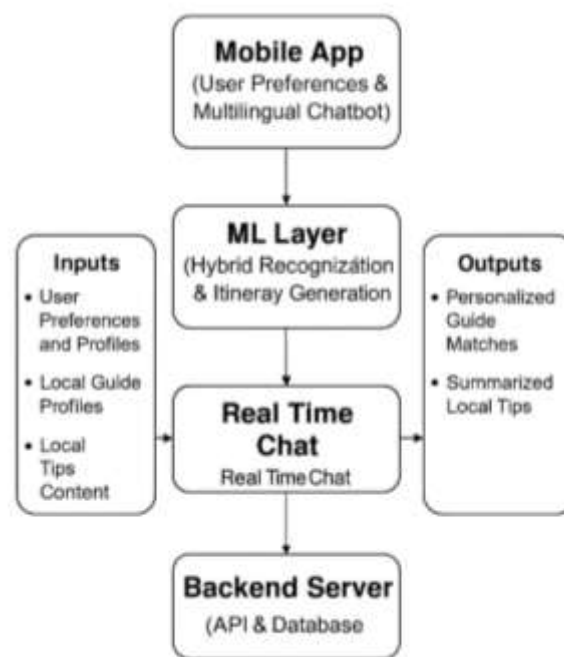 Mobile App
(User Preferences &
Multilingual Chatbot)
ML Layer
(Hybrid Recognizátion
& Itineray Generation
Inputs
• User
Preferences
and Profiles
• Local Guide
Profiles
• Local
Tips
Content
Real Time
Chat
Real Time Chat
Outputs
• Personalized
Guide
Matches
• Summarized
Local Tips
Backend Server
(API & Database